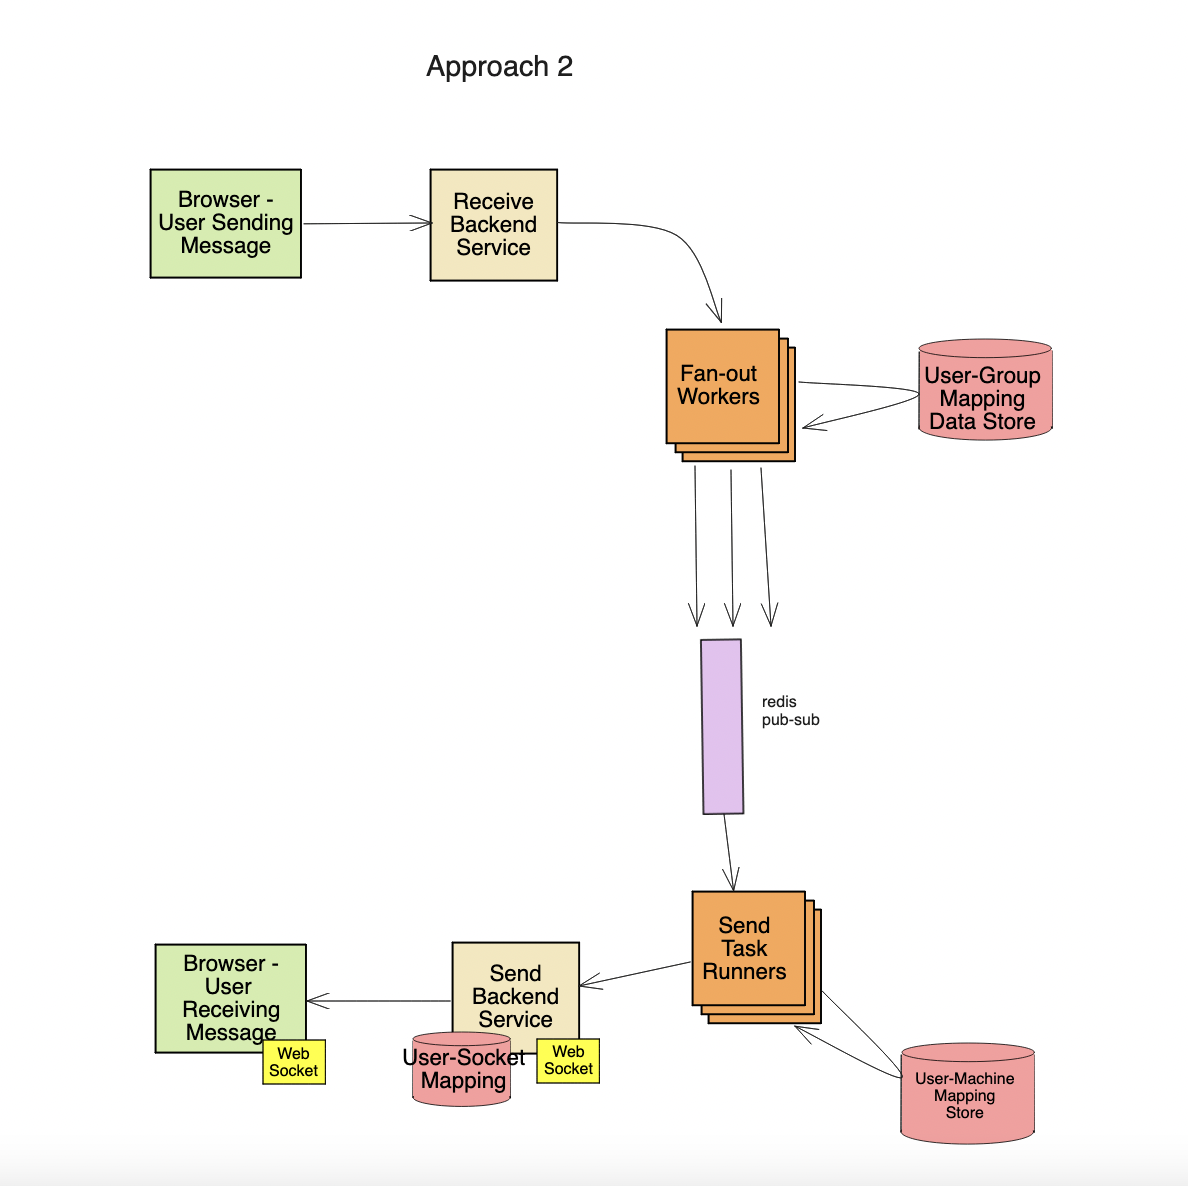 Approach 2
Browser -
User Sending
Message
Receive
Backend
Service
Fan-out
Workers
User-Group
Mapping
Data Store
redis
pub-sub
Send
Task
Runners
Browser -
User
Receiving
Message
Web
Socket
Send
Backend
Service
User-Socket
Mapping
Web
Socket
User-Machine
Mapping
Store